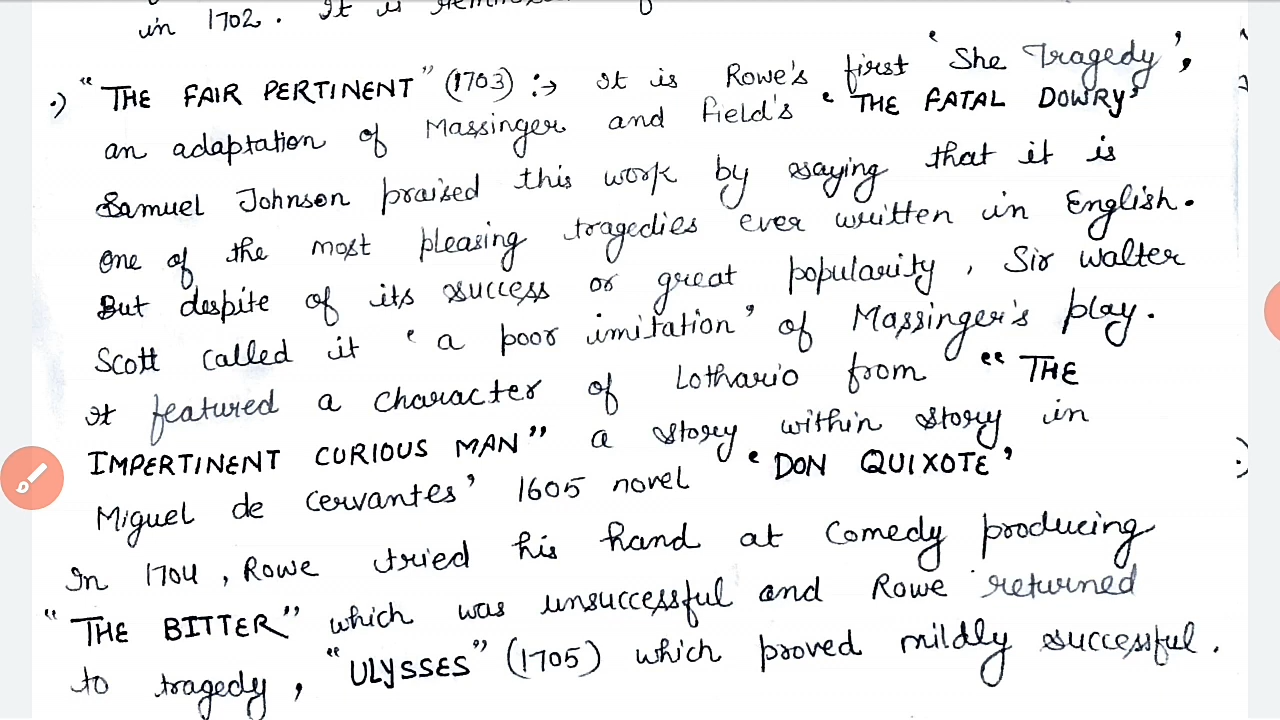 in 1702. It is
•) "THE FAIR PERTINENT" (1703) :→ It is Rowe's first 'She Tragedy',
an adaptation of Massinger and Field's 'THE FATAL DOWRY'
Samuel Johnson praised this work by saying that it is
one of the most pleasing tragedies ever written in English.
But despite of its success or great popularity, Sir Walter
Scott called it 'a poor imitation' of Massinger's play.
It featured a character of Lothario from "THE
IMPERTINENT CURIOUS MAN" a story within story in
Miguel de Cervantes' 1605 novel 'DON QUIXOTE'
In 1704, Rowe tried his hand at Comedy producing
"THE BITTER" which was unsuccessful and Rowe returned
to tragedy, "ULYSSES" (1705) which proved mildly successful.